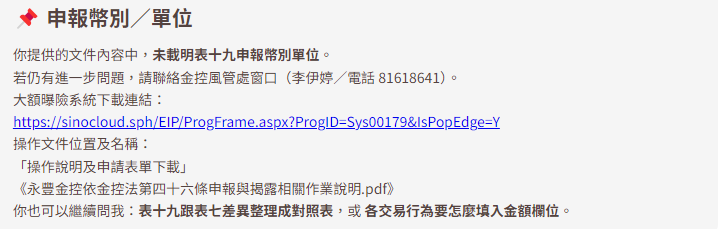 📌 申報幣別／單位
你提供的文件內容中，未載明表十九申報幣別單位。
若仍有進一步問題，請聯絡金控風管處窗口（李伊婷／電話 81618641）。
大額曝險系統下載連結：
https://sinocloud.sph/EIP/ProgFrame.aspx?ProgID=Sys00179&IsPopEdge=Y
操作文件位置及名稱：
「操作說明及申請表單下載」
《永豐金控依金控法第四十六條申報與揭露相關作業說明.pdf》
你也可以繼續問我：表十九跟表七差異整理成對照表，或 各交易行為要怎麼填入金額欄位。